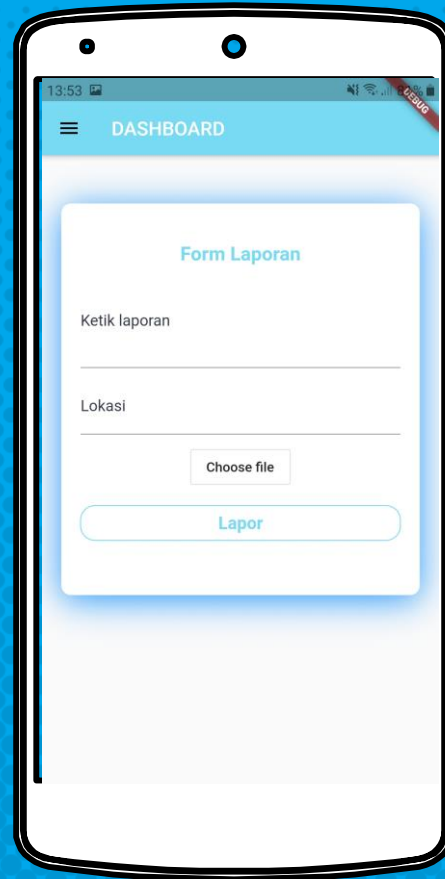 13:53
DEBUG
DASHBOARD
Form Laporan
Ketik laporan
Lokasi
Choose file
Lapor